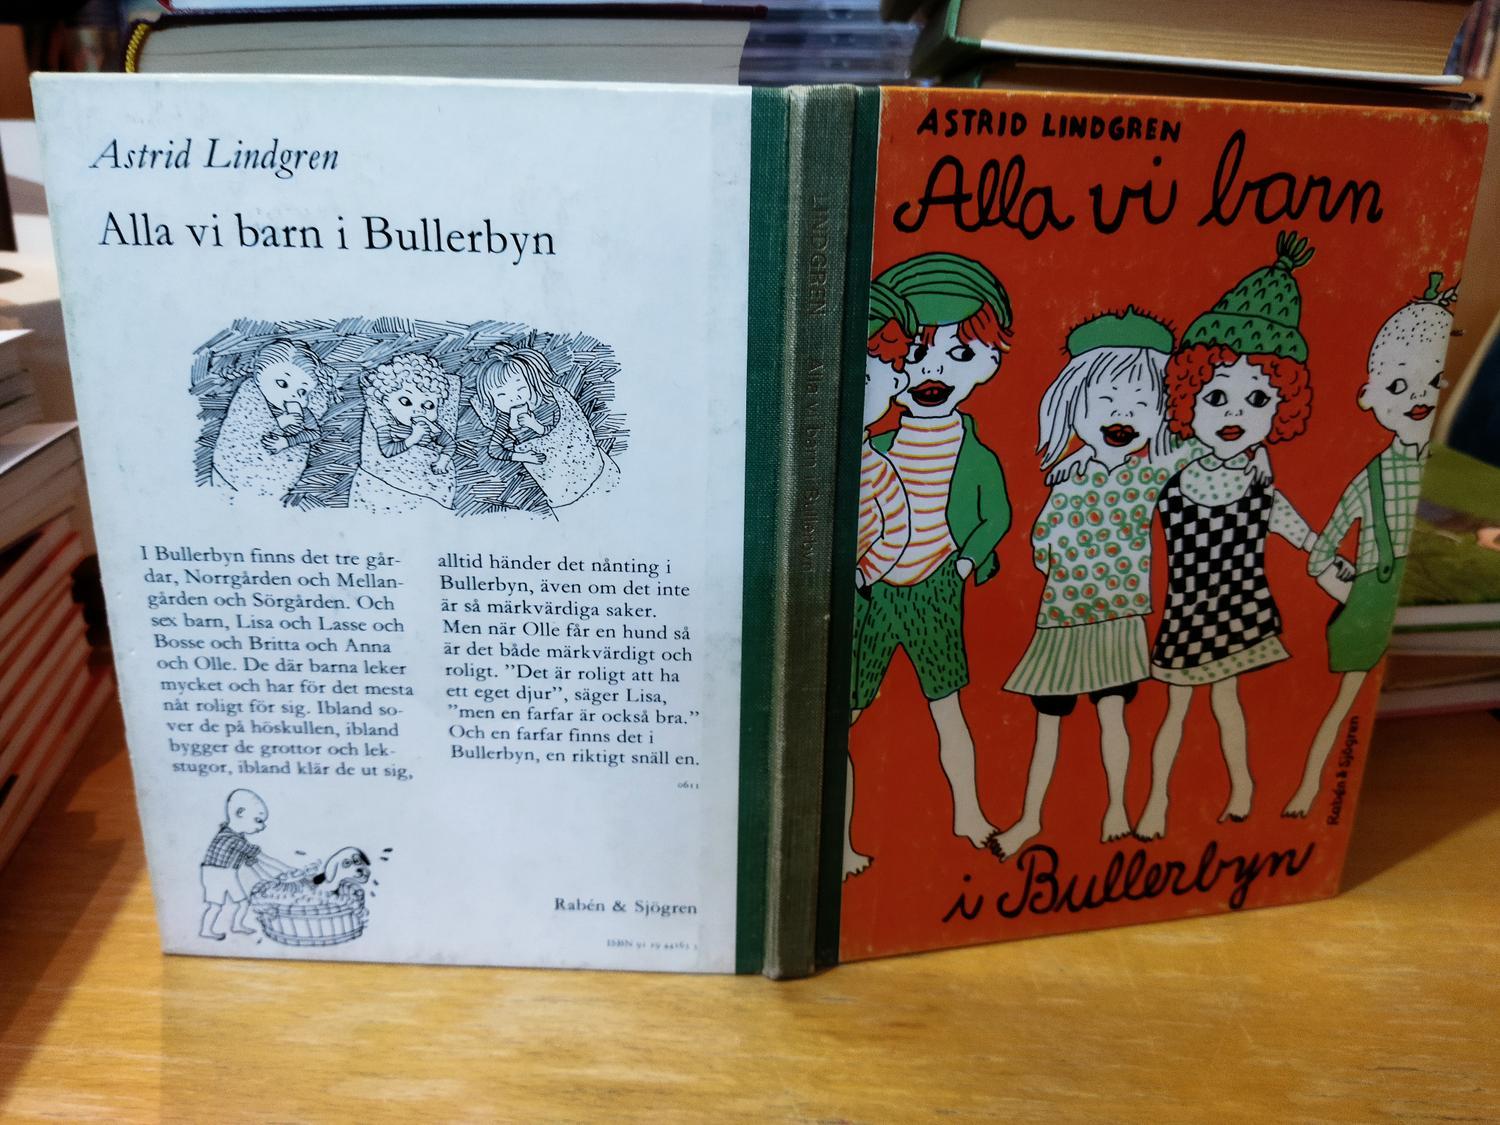 Astrid Lindgren
Alla vi barn i Bullerbyn
I Bullerbyn finns det tre går-
dar, Norrgården och Mellan-
gården och Sörgården. Och
sex barn, Lisa och Lasse och
Bosse och Britta och Anna
och Olle. De där barna leker
mycket och har för det mesta
nåt roligt för sig. Ibland so-
ver de på höskullen, ibland
bygger de grottor och lek-
stugor, ibland klär de ut sig,
alltid händer det nånting i
Bullerbyn, även om det inte
är så märkvärdiga saker.
Men när Olle får en hund så
är det både märkvärdigt och
roligt. ”Det är roligt att ha
ett eget djur”, säger Lisa,
”men en farfar är också bra.”
Och en farfar finns det i
Bullerbyn, en riktigt snäll en.
0611
Rabén & Sjögren
ISBN 91 29
LINDGREN Alla vi barn i Bullerbyn
ASTRID LINDGREN
Alla vi barn
i Bullerbyn
Rabén & Sjögren